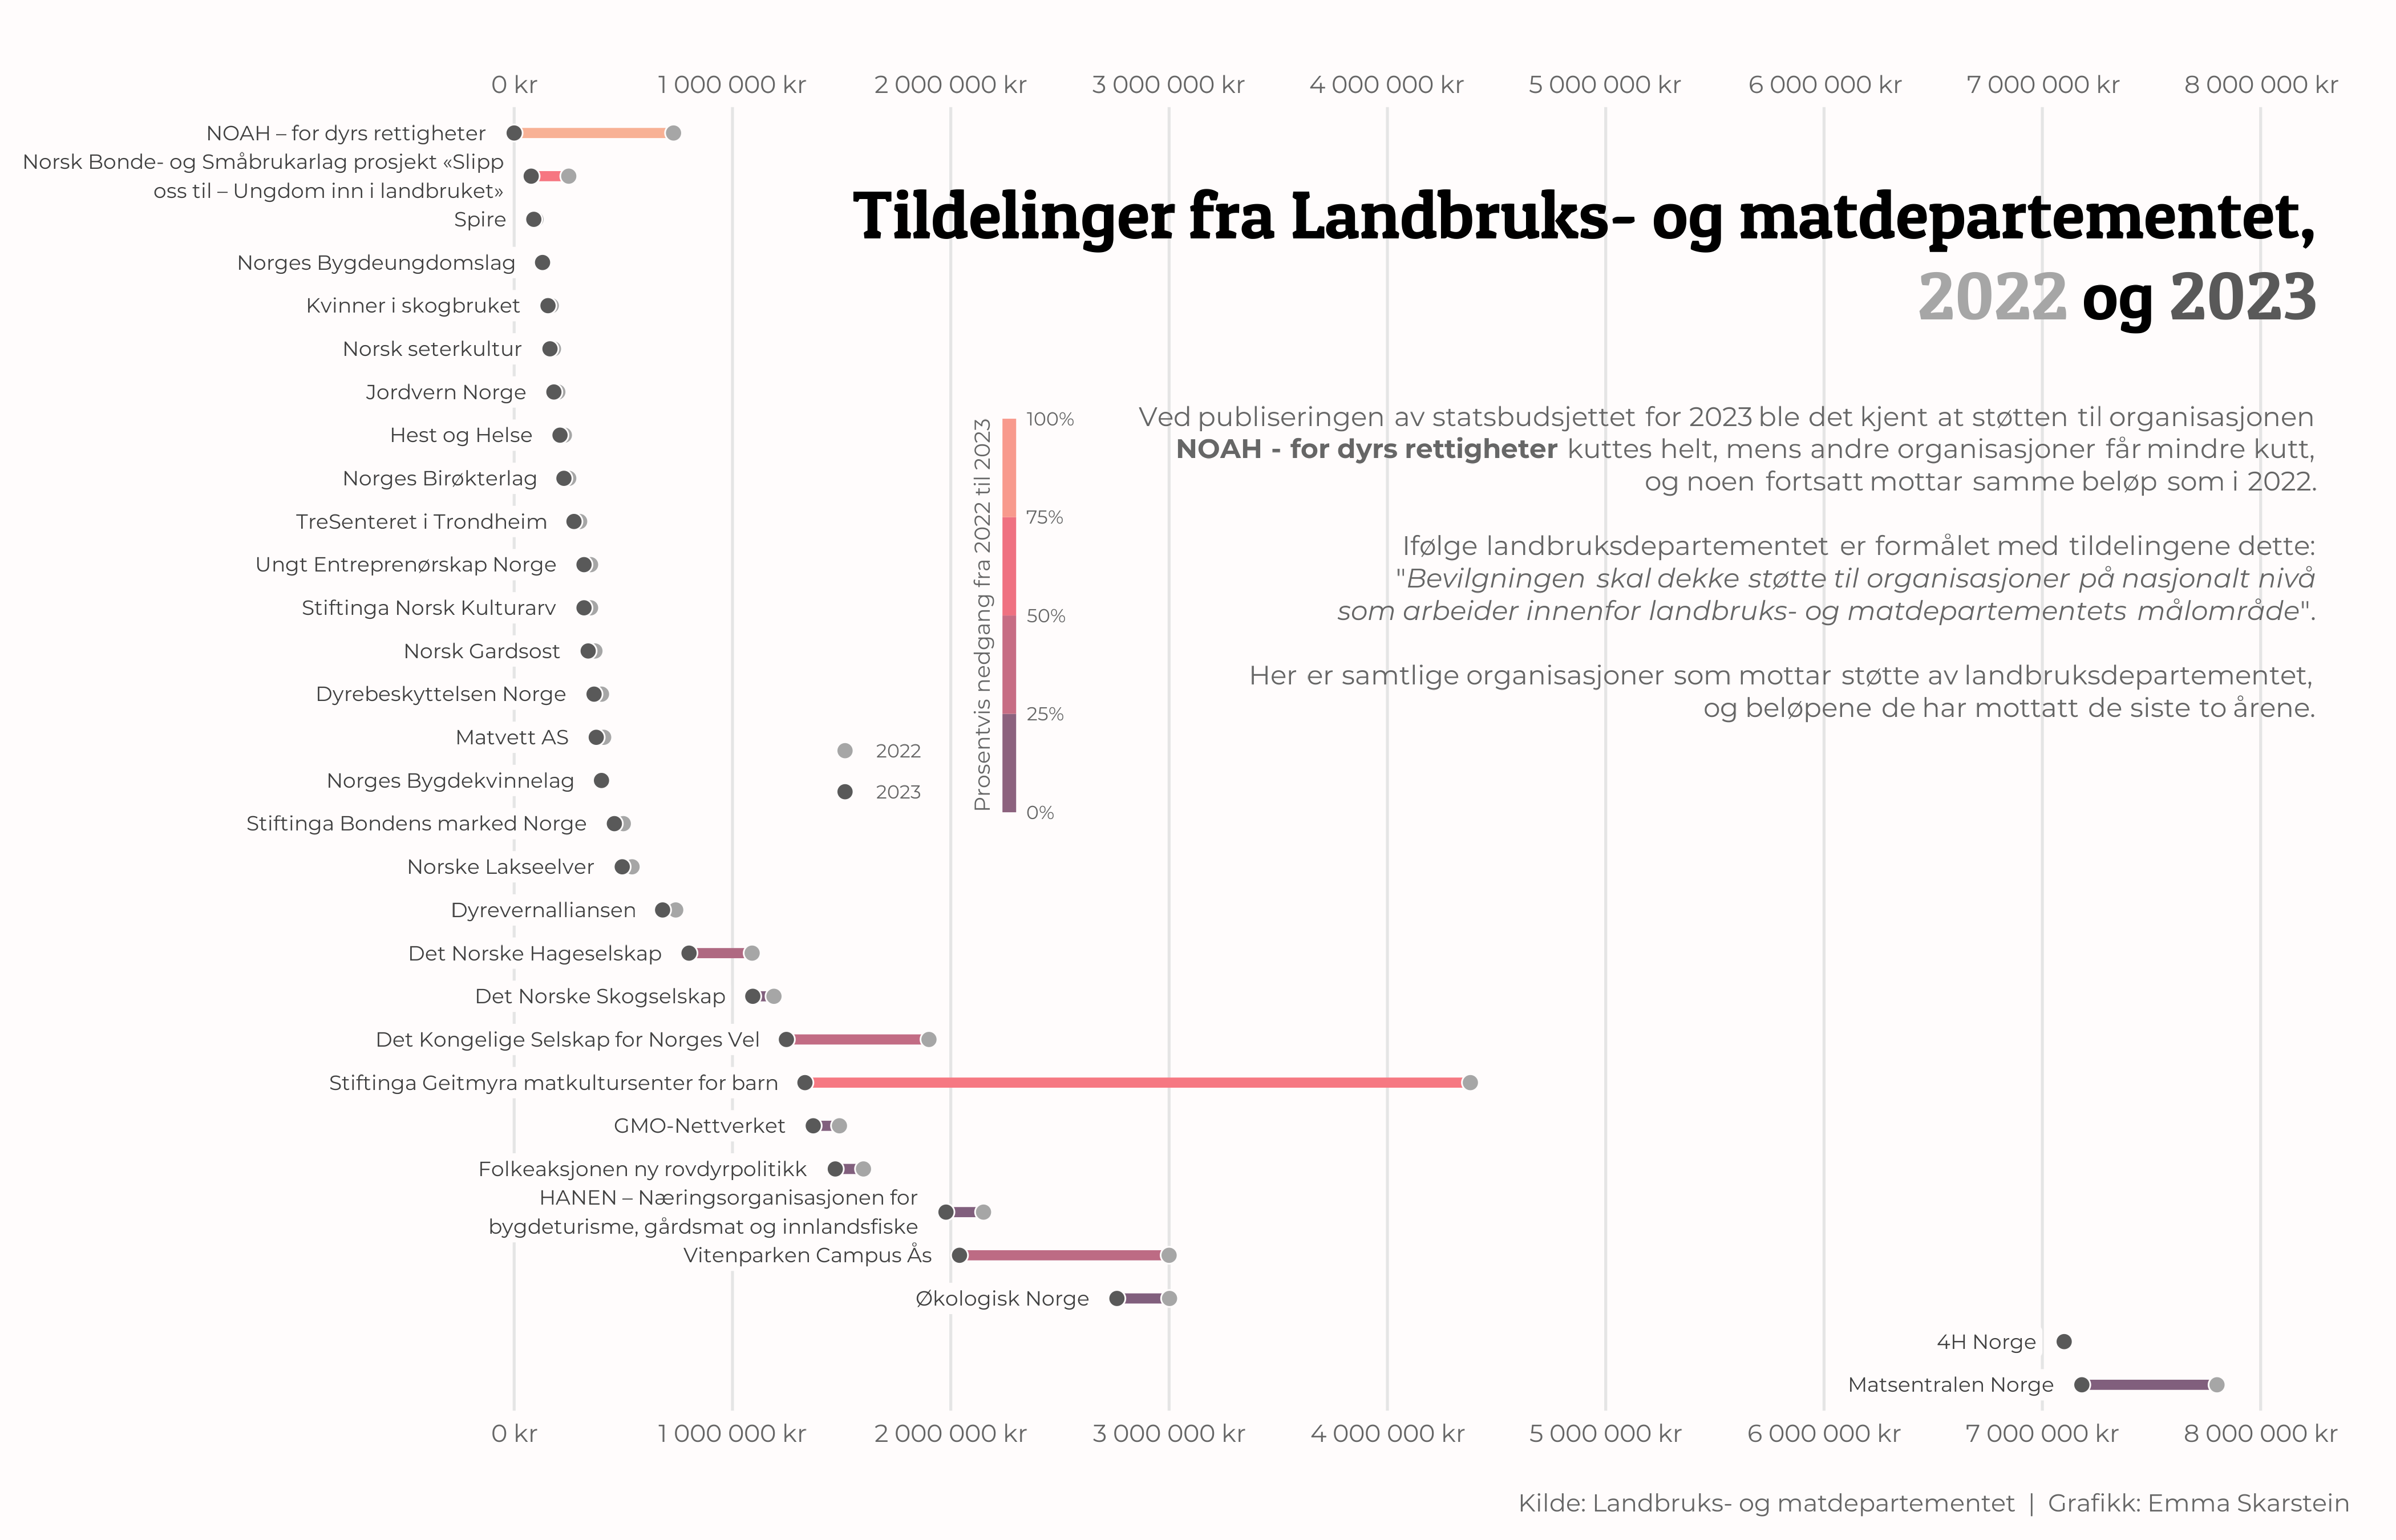 0 kr 1 000 000 kr 2 000 000 kr 3 000 000 kr 4 000 000 kr 5 000 000 kr 6 000 000 kr 7 000 000 kr 8 000 000 kr
Tildelinger fra Landbruks- og matdepartementet,
2022 og 2023
Ved publiseringen av statsbudsjettet for 2023 ble det kjent at støtten til organisasjonen
NOAH - for dyrs rettigheter kuttes helt, mens andre organisasjoner får mindre kutt,
og noen fortsatt mottar samme beløp som i 2022.
Ifølge landbruksdepartementet er formålet med tildelingene dette:
"Bevilgningen skal dekke støtte til organisasjoner på nasjonalt nivå
som arbeider innenfor landbruks- og matdepartementets målområde".
Her er samtlige organisasjoner som mottar støtte av landbruksdepartementet,
og beløpene de har mottatt de siste to årene.
Prosentvis nedgang fra 2022 til 2023
100%
75%
50%
25%
0%
2022
2023
NOAH – for dyrs rettigheter
Norsk Bonde- og Småbrukarlag prosjekt «Slipp
oss til – Ungdom inn i landbruket»
Spire
Norges Bygdeungdomslag
Kvinner i skogbruket
Norsk seterkultur
Jordvern Norge
Hest og Helse
Norges Birøkterlag
TreSenteret i Trondheim
Ungt Entreprenørskap Norge
Stiftinga Norsk Kulturarv
Norsk Gardsost
Dyrebeskyttelsen Norge
Matvett AS
Norges Bygdekvinnelag
Stiftinga Bondens marked Norge
Norske Lakseelver
Dyrevernalliansen
Det Norske Hageselskap
Det Norske Skogselskap
Det Kongelige Selskap for Norges Vel
Stiftinga Geitmyra matkultursenter for barn
GMO-Nettverket
Folkeaksjonen ny rovdyrpolitikk
HANEN – Næringsorganisasjonen for
bygdeturisme, gårdsmat og innlandsfiske
Vitenparken Campus Ås
Økologisk Norge
4H Norge
Matsentralen Norge
0 kr 1 000 000 kr 2 000 000 kr 3 000 000 kr 4 000 000 kr 5 000 000 kr 6 000 000 kr 7 000 000 kr 8 000 000 kr
Kilde: Landbruks- og matdepartementet | Grafikk: Emma Skarstein